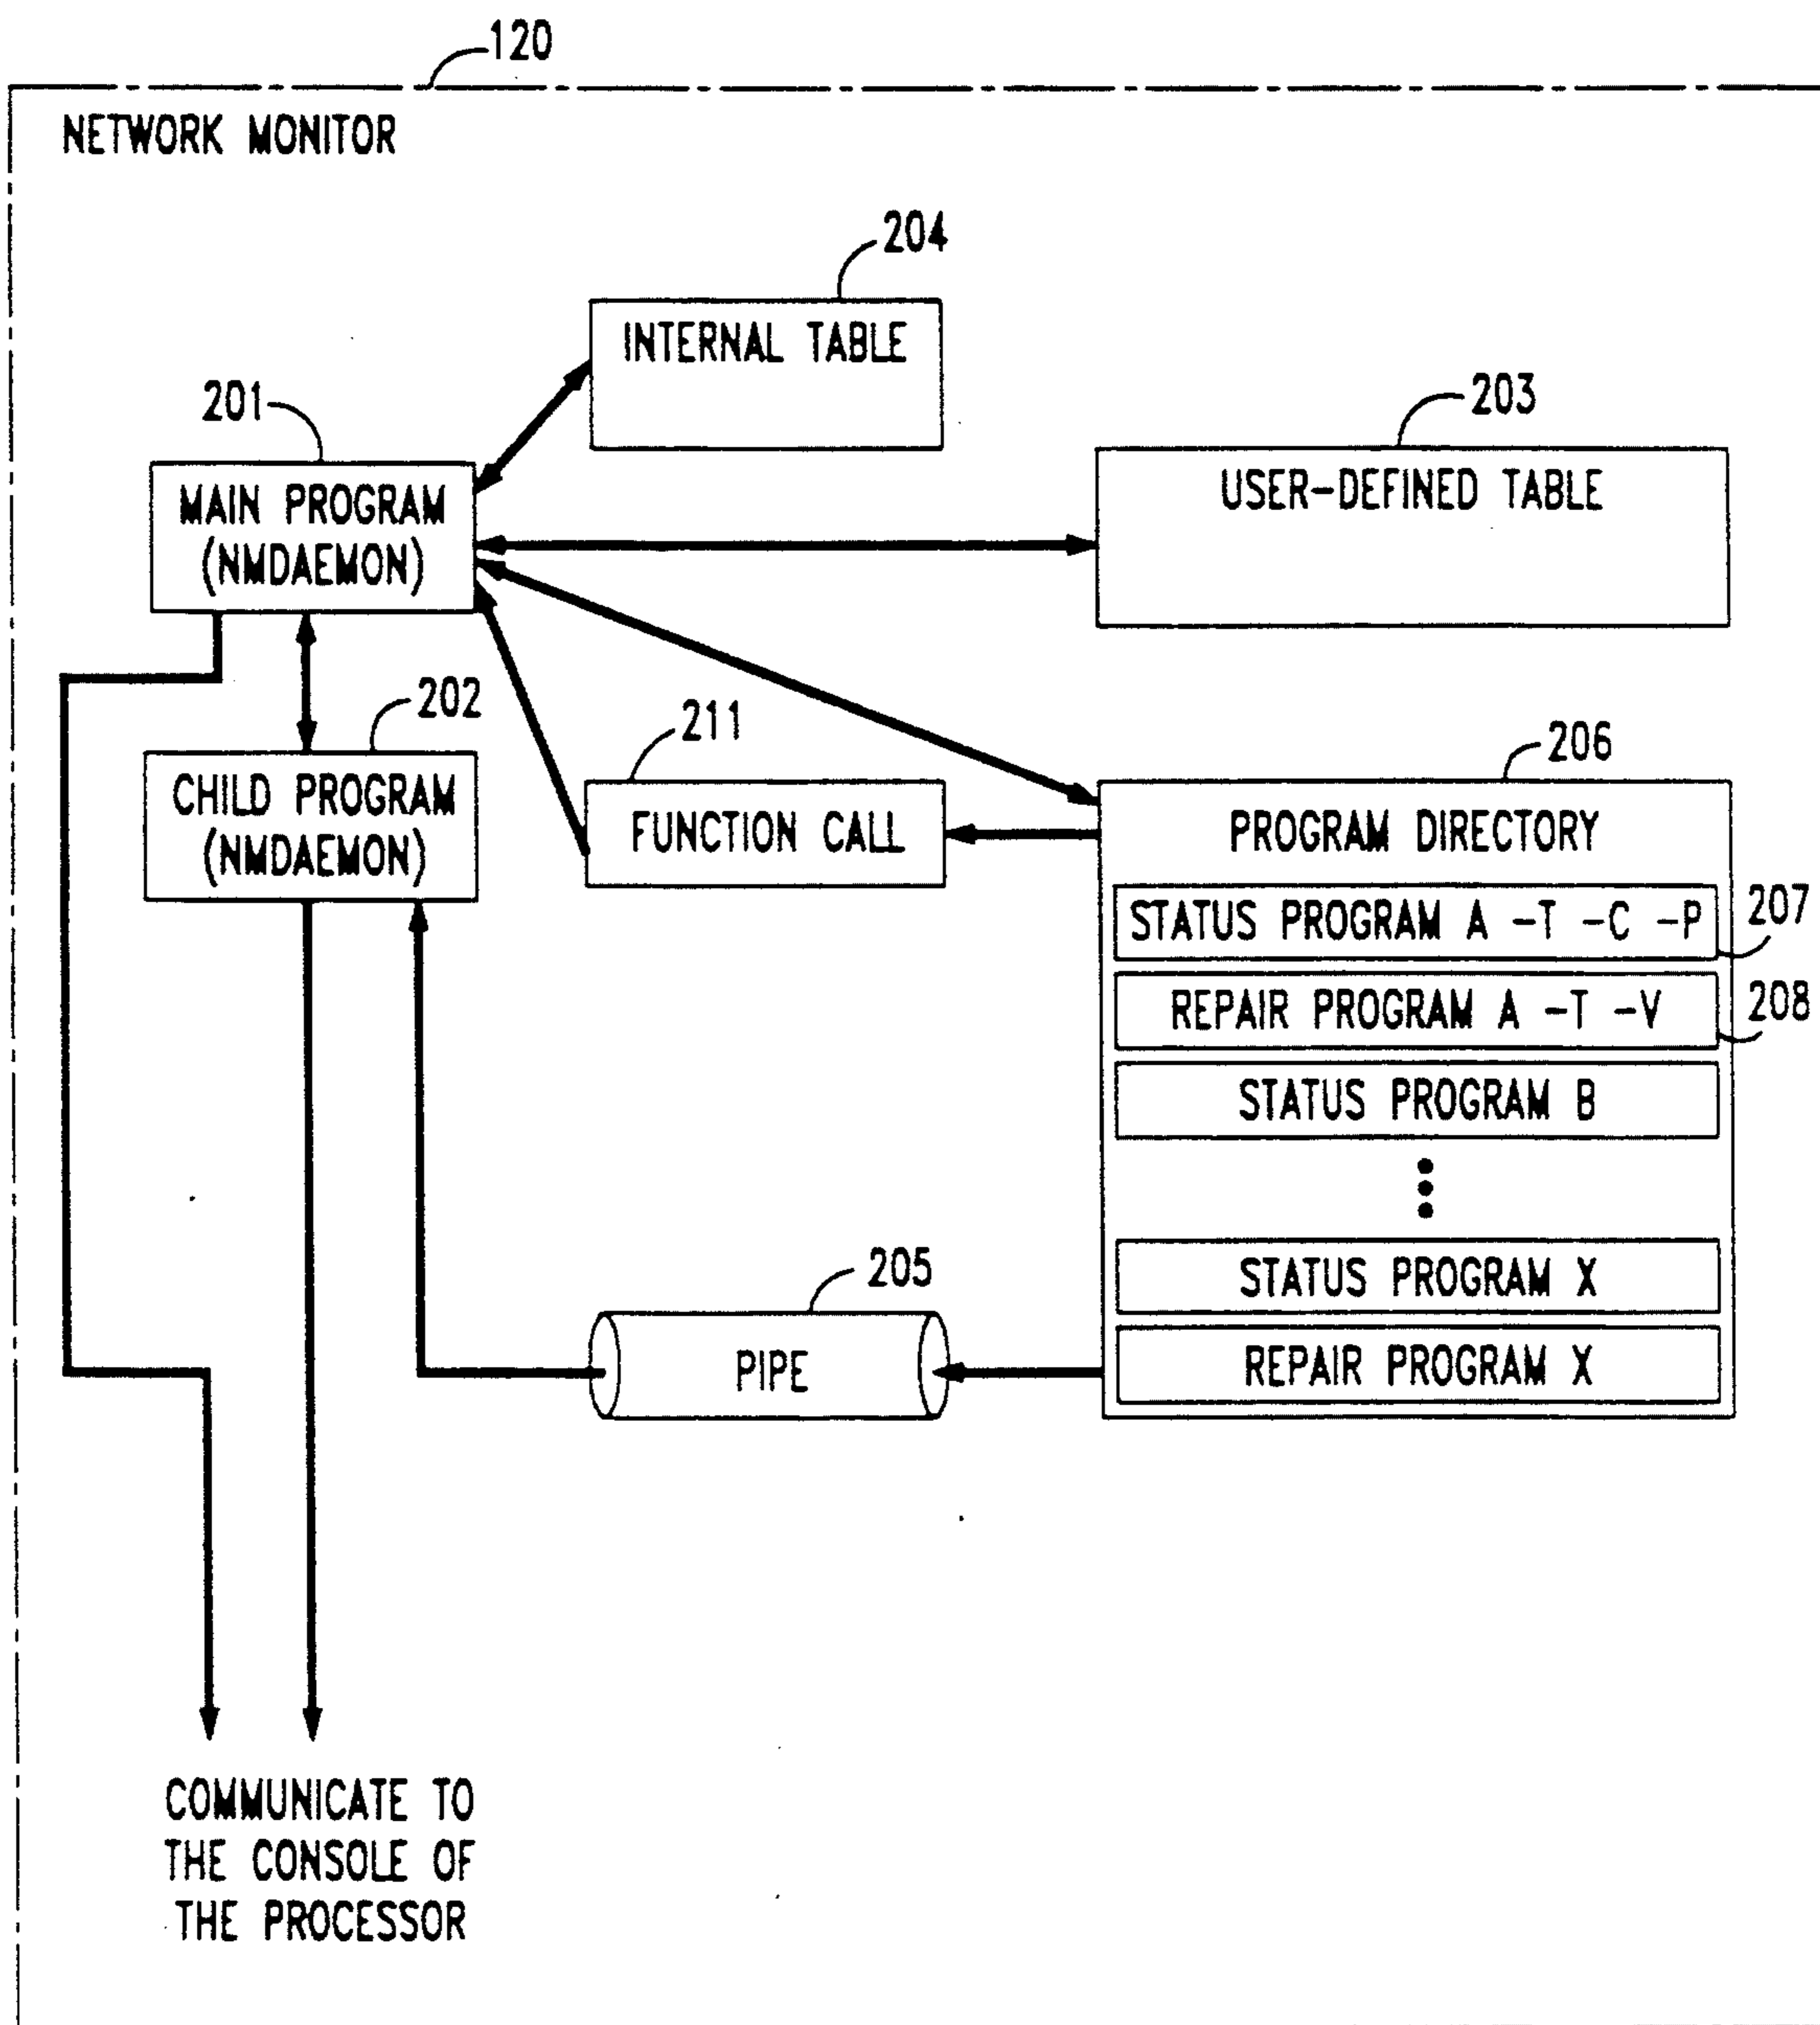 120
NETWORK MONITOR
204
INTERNAL TABLE
201
MAIN PROGRAM
(NMDAEMON)
203
USER-DEFINED TABLE
202
CHILD PROGRAM
(NMDAEMON)
211
FUNCTION CALL
206
PROGRAM DIRECTORY
STATUS PROGRAM A -T -C -P
207
REPAIR PROGRAM A -T -V
208
STATUS PROGRAM B
STATUS PROGRAM X
REPAIR PROGRAM X
205
PIPE
COMMUNICATE TO
THE CONSOLE OF
THE PROCESSOR